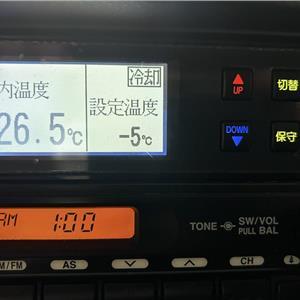 冷却
内温度
設定温度
26.5℃
-5℃
UP
切替
DOWN
保守
1:00
TONE
SW/VOL
PULL BAL
M/FM
AS
CH